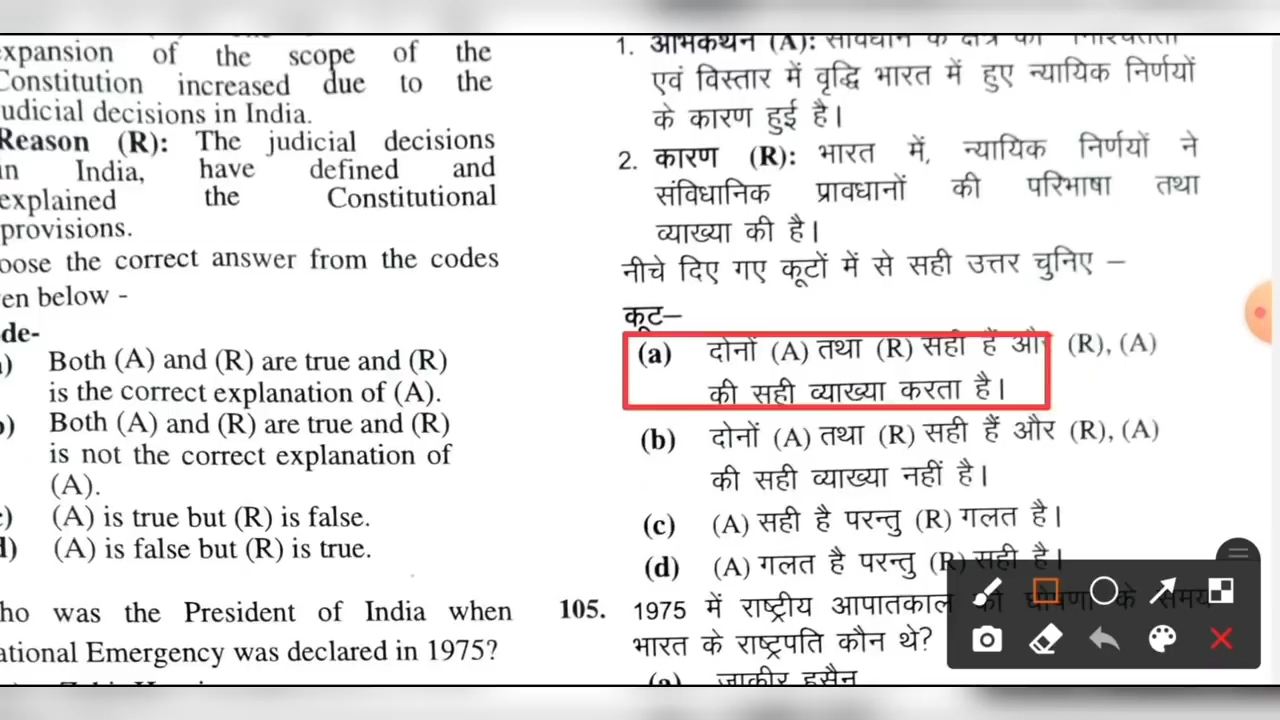 expansion of the scope of the
Constitution increased due to the
judicial decisions in India.
Reason (R): The judicial decisions
in India, have defined and
explained the Constitutional
provisions.
oose the correct answer from the codes
en below -
de-
) Both (A) and (R) are true and (R)
is the correct explanation of (A).
) Both (A) and (R) are true and (R)
is not the correct explanation of
(A).
) (A) is true but (R) is false.
) (A) is false but (R) is true.
ho was the President of India when
ational Emergency was declared in 1975?
1. अभिकथन (A): संविधान के क्षेत्र की
एवं विस्तार में वृद्धि भारत में हुए न्यायिक निर्णयों
के कारण हुई है।
2. कारण (R): भारत में, न्यायिक निर्णयों ने
संविधानिक प्रावधानों की परिभाषा तथा
व्याख्या की है।
नीचे दिए गए कूटों में से सही उत्तर चुनिए –
कूट–
(a) दोनों (A) तथा (R) सही हैं और (R), (A)
की सही व्याख्या करता है।
(b) दोनों (A) तथा (R) सही हैं और (R), (A)
की सही व्याख्या नहीं है।
(c) (A) सही है परन्तु (R) गलत है।
(d) (A) गलत है परन्तु (R) सही है।
105. 1975 में राष्ट्रीय आपातकाल की घोषणा के समय
भारत के राष्ट्रपति कौन थे?
(a) जाकीर हुसैन